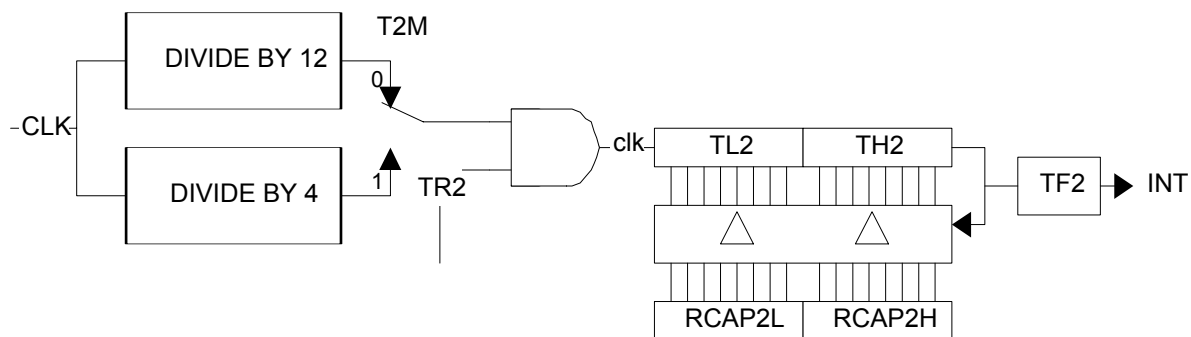 T2M
DIVIDE BY 12
0
CLK
clk
TL2
TH2
DIVIDE BY 4
1
TR2
TF2
INT
RCAP2L
RCAP2H